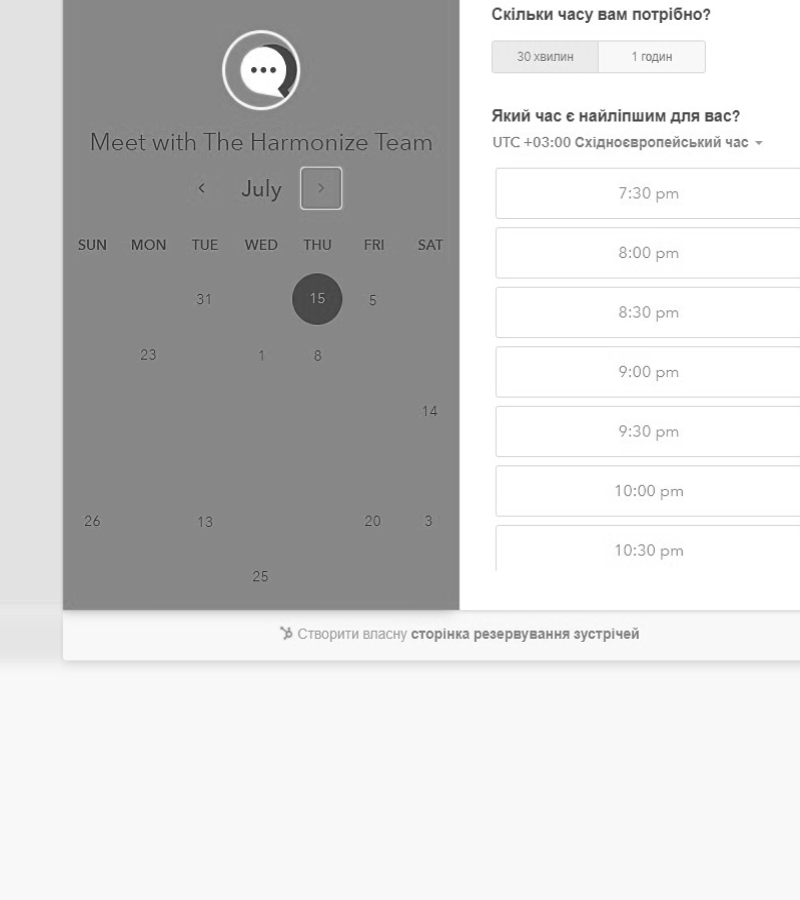 Meet with The Harmonize Team
July
SUN MON TUE WED THU FRI SAT
31 15 5
23 1 8
14
26 13 20 3
25
Скільки часу вам потрібно?
30 хвилин 1 годин
Який час є найліпшим для вас?
UTC +03:00 Східноєвропейський час
7:30 pm
8:00 pm
8:30 pm
9:00 pm
9:30 pm
10:00 pm
10:30 pm
Створити власну сторінка резервування зустрічей